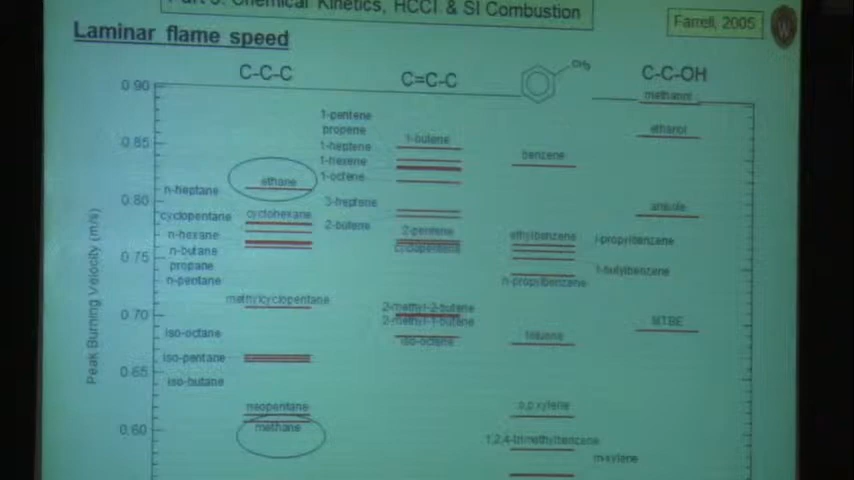 Part 5: Chemical Kinetics, HCCI & SI Combustion
Farrell, 2005
Laminar flame speed
C-C-C
C=C-C
CH₃
C-C-OH
Peak Burning Velocity (m/s)
0.90
0.85
0.80
0.75
0.70
0.65
0.60
n-heptane
cyclopentane
n-hexane
n-butane
propane
n-pentane
iso-octane
iso-pentane
iso-butane
ethane
cyclohexane
methylcyclopentane
neopentane
methane
1-pentene
propene
1-heptene
1-hexene
1-octene
3-heptene
2-butene
1-butene
2-pentene
cyclopentene
2-methyl-2-butene
2-methyl-1-butene
iso-octene
benzene
ethylbenzene
i-propylbenzene
t-butylbenzene
n-propylbenzene
toluene
o,p xylene
1,2,4-trimethylbenzene
m-xylene
methanol
ethanol
anisole
MTBE